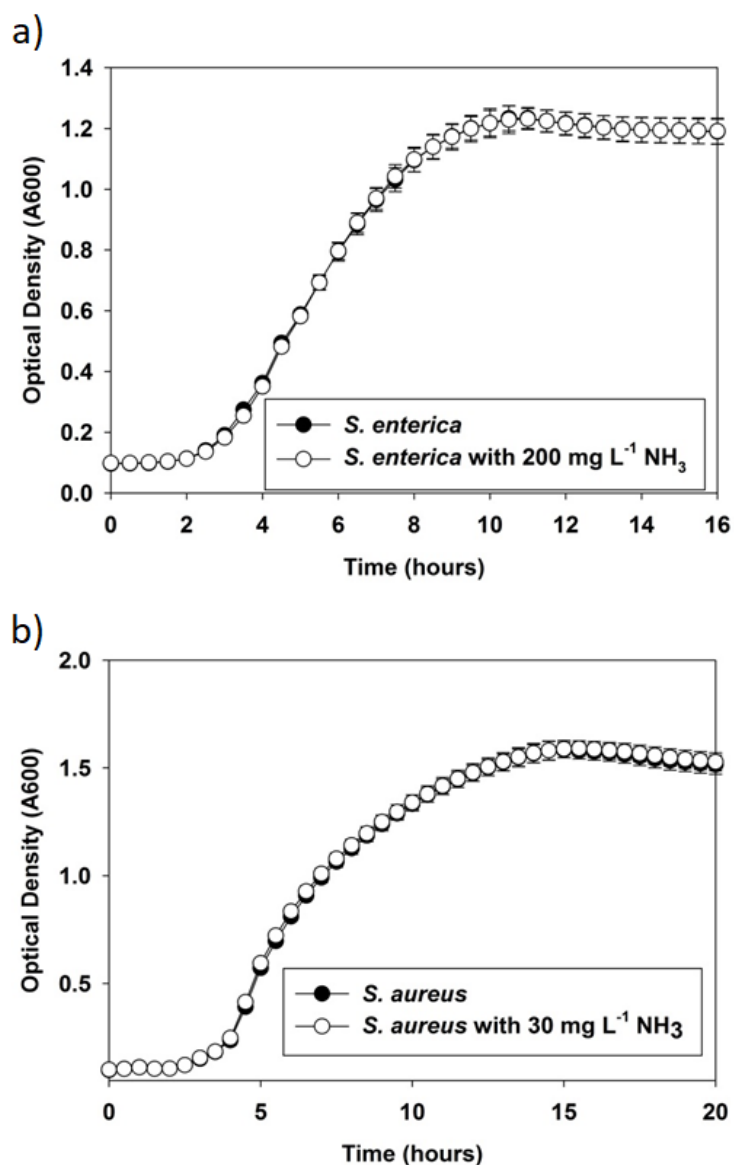 a)
1.4
1.2
1.0
0.8
0.6
0.4
0.2
0.0
Optical Density (A600)
S. enterica
S. enterica with 200 mg L⁻¹ NH₃
0 2 4 6 8 10 12 14 16
Time (hours)
b)
2.0
1.5
1.0
0.5
Optical Density (A600)
S. aureus
S. aureus with 30 mg L⁻¹ NH3
0 5 10 15 20
Time (hours)